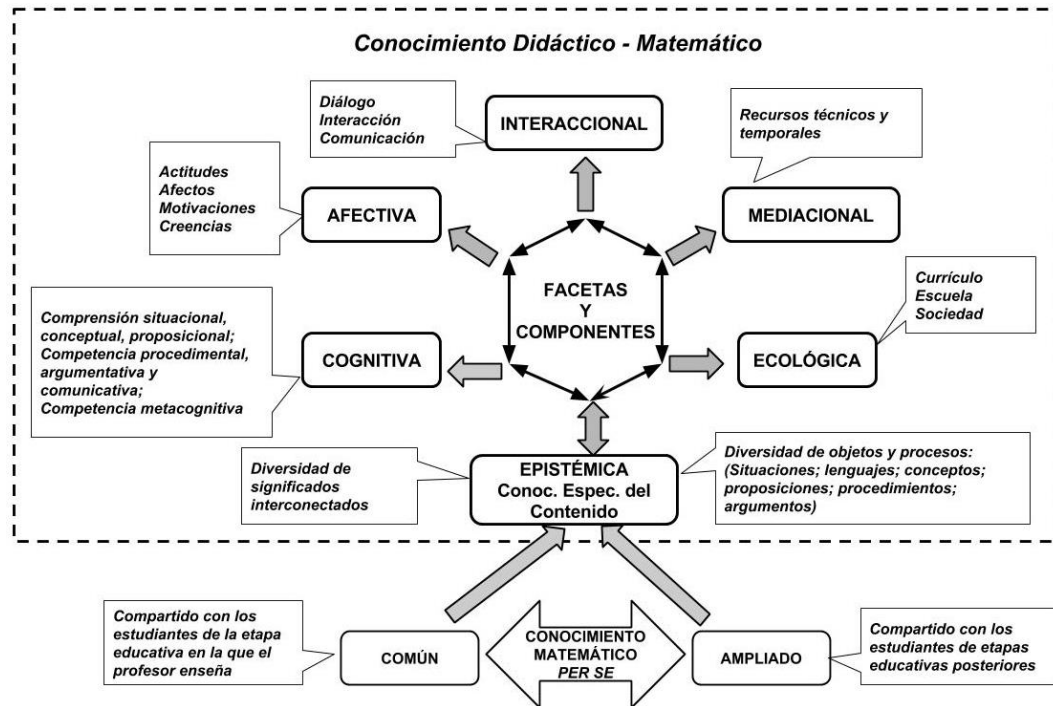 Conocimiento Didáctico - Matemático
Diálogo
Interacción
Comunicación
INTERACCIONAL
Recursos técnicos y
temporales
Actitudes
Afectos
Motivaciones
Creencias
AFECTIVA
MEDIACIONAL
FACETAS
Y
COMPONENTES
Currículo
Escuela
Sociedad
Comprensión situacional,
conceptual, proposicional;
Competencia procedimental,
argumentativa y
comunicativa;
Competencia metacognitiva
COGNITIVA
ECOLÓGICA
Diversidad de
significados
interconectados
EPISTÉMICA
Conoc. Espec. del
Contenido
Diversidad de objetos y procesos:
(Situaciones; lenguajes; conceptos;
proposiciones; procedimientos;
argumentos)
Compartido con los
estudiantes de la etapa
educativa en la que el
profesor enseña
COMÚN
CONOCIMIENTO
MATEMÁTICO
PER SE
AMPLIADO
Compartido con los
estudiantes de etapas
educativas posteriores